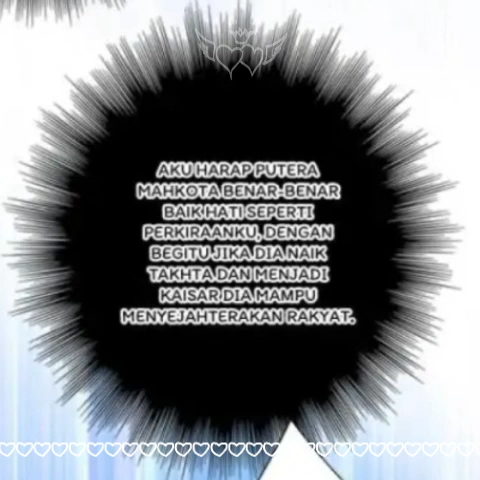 AKU HARAP PUTERA
MAHKOTA BENAR-BENAR
BAIK HATI SEPERTI
PERKIRAANKU, DENGAN
BEGITU JIKA DIA NAIK
TAKHTA DAN MENJADI
KAISAR DIA MAMPU
MENYEJAHTERAKAN RAKYAT.